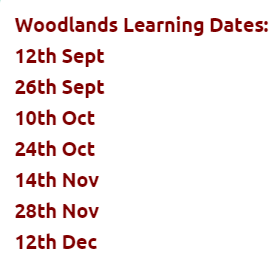 Woodlands Learning Dates:
12th Sept
26th Sept
10th Oct
24th Oct
14th Nov
28th Nov
12th Dec